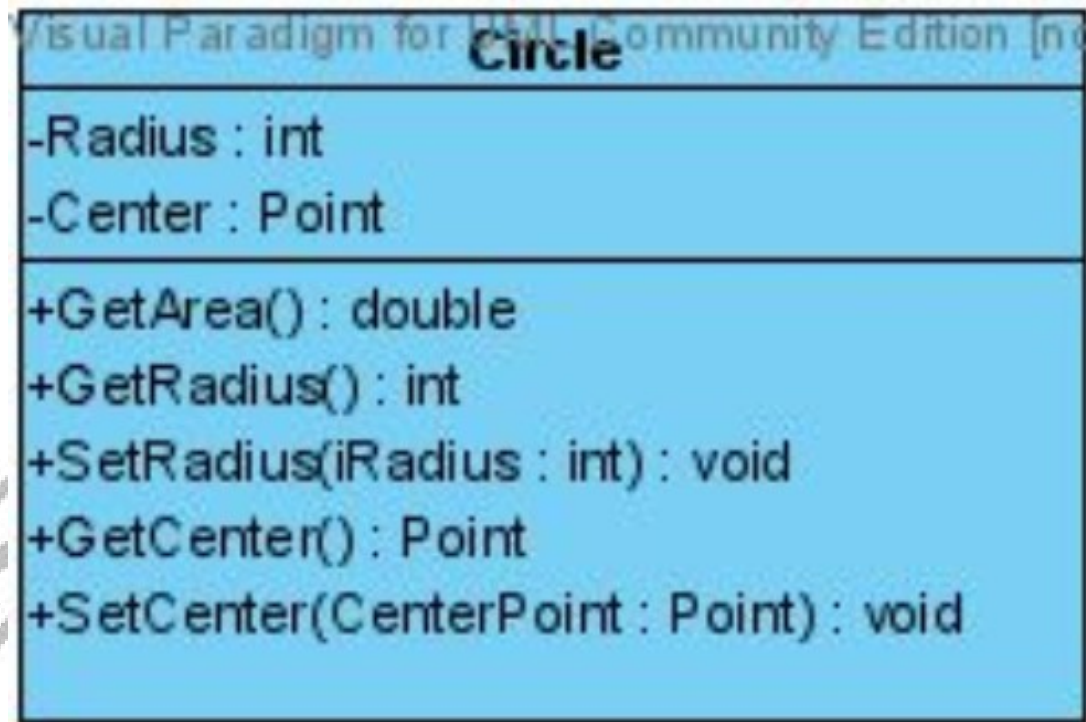 Visual Paradigm for UML Community Edition [no
Circle
-Radius : int
-Center : Point
+GetArea() : double
+GetRadius() : int
+SetRadius(iRadius : int) : void
+GetCenter() : Point
+SetCenter(CenterPoint : Point) : void